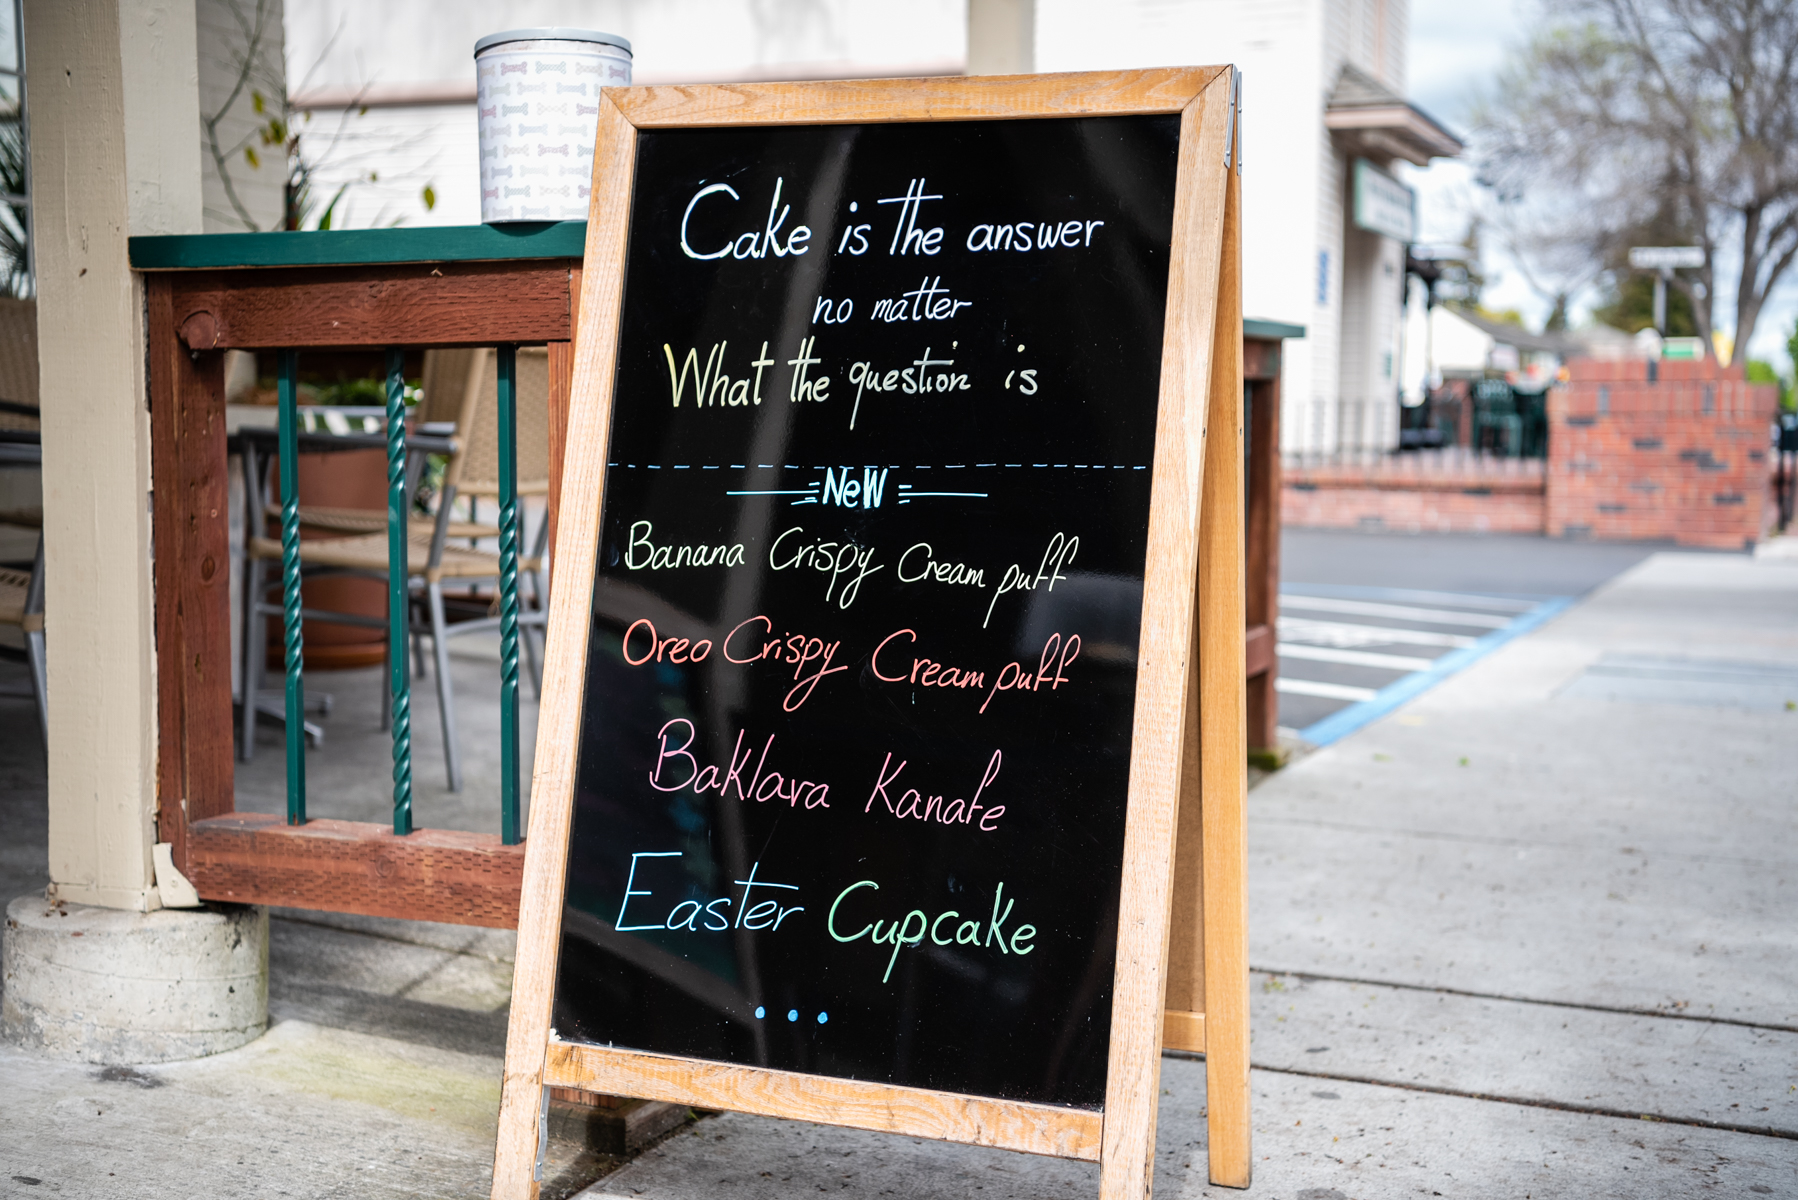 Cake is the answer
no matter
What the question is
NeW
Banana Crispy Cream puff
Oreo Crispy Cream puff
Baklava Kanafe
Easter Cupcake
...